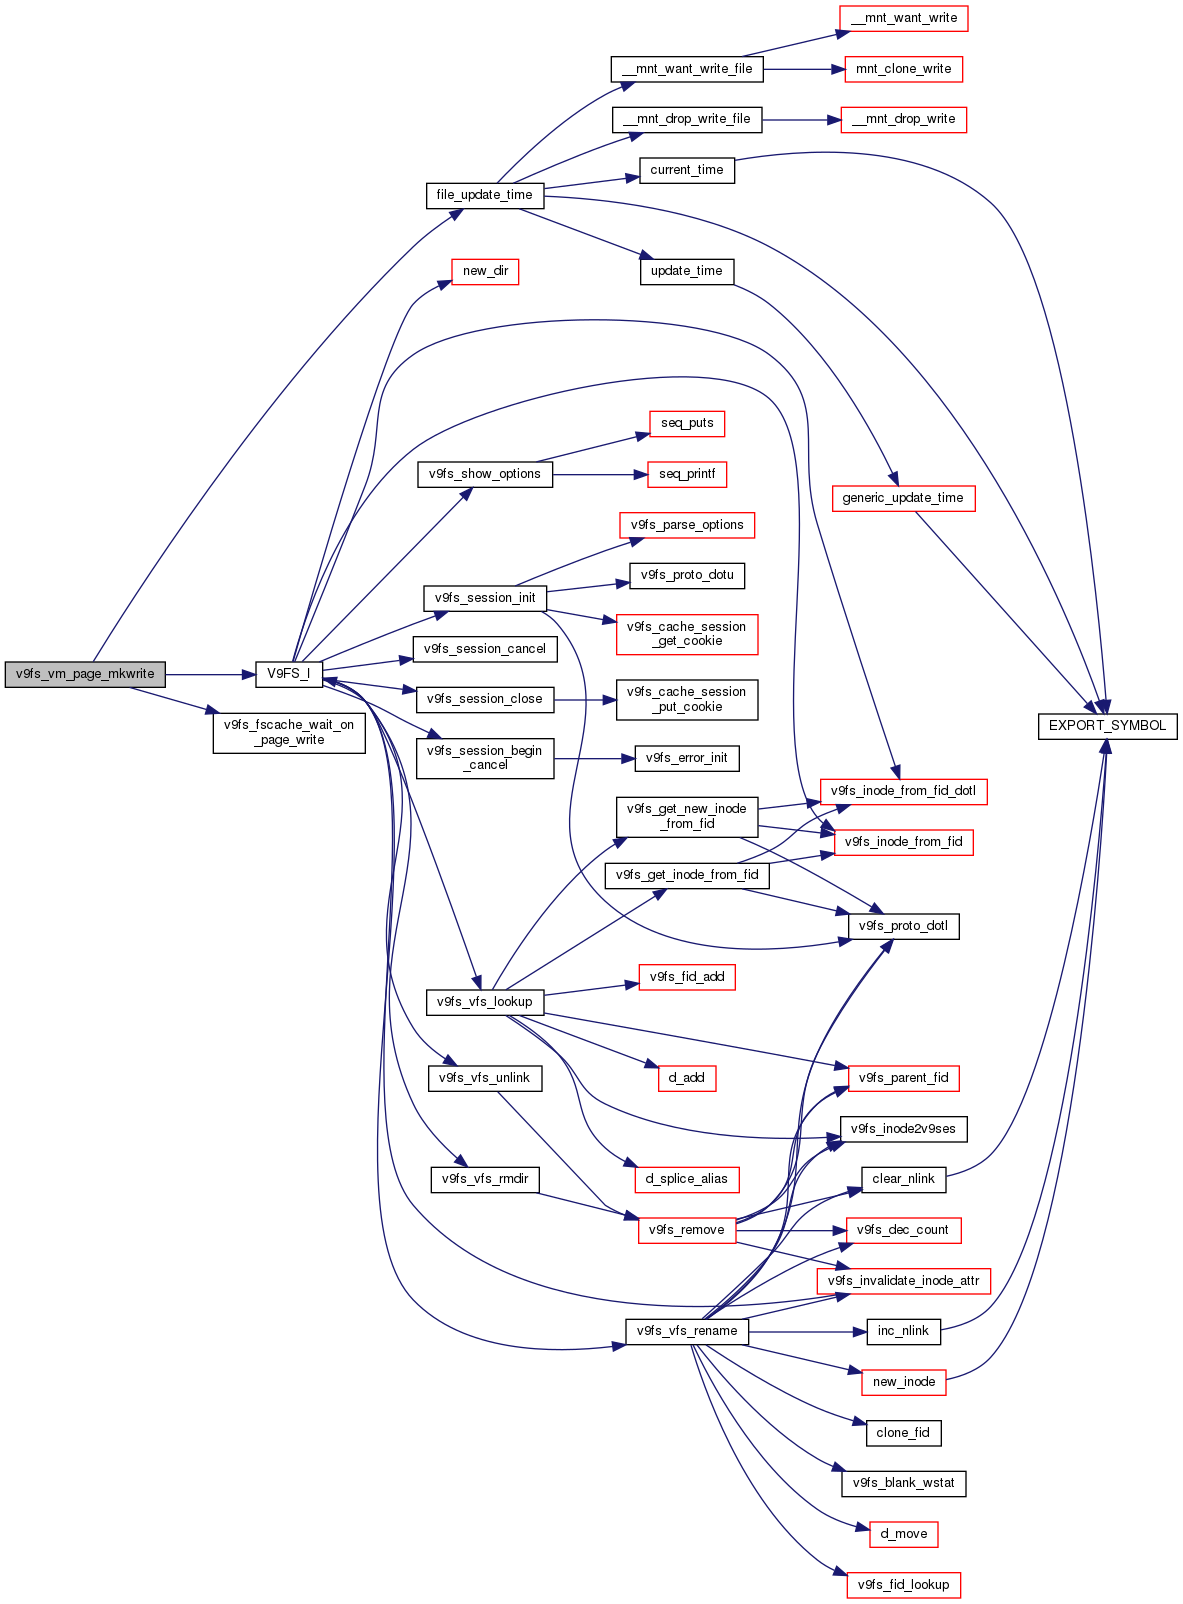 __mnt_want_write
__mnt_want_write_file
mnt_clone_write
__mnt_drop_write_file
__mnt_drop_write
current_time
file_update_time
new_dir
update_time
seq_puts
v9fs_show_options
seq_printf
generic_update_time
v9fs_parse_options
v9fs_proto_dotu
v9fs_session_init
v9fs_cache_session
_get_cookie
v9fs_session_cancel
v9fs_vm_page_mkwrite
V9FS_I
v9fs_session_close
v9fs_cache_session
_put_cookie
v9fs_fscache_wait_on
_page_write
EXPORT_SYMBOL
v9fs_session_begin
_cancel
v9fs_error_init
v9fs_inode_from_fid_dotl
v9fs_get_new_inode
_from_fid
v9fs_inode_from_fid
v9fs_get_inode_from_fid
v9fs_proto_dotl
v9fs_fid_add
v9fs_vfs_lookup
v9fs_vfs_unlink
d_add
v9fs_parent_fid
v9fs_inode2v9ses
v9fs_vfs_rmdir
d_splice_alias
clear_nlink
v9fs_remove
v9fs_dec_count
v9fs_invalidate_inode_attr
v9fs_vfs_rename
inc_nlink
new_inode
clone_fid
v9fs_blank_wstat
d_move
v9fs_fid_lookup